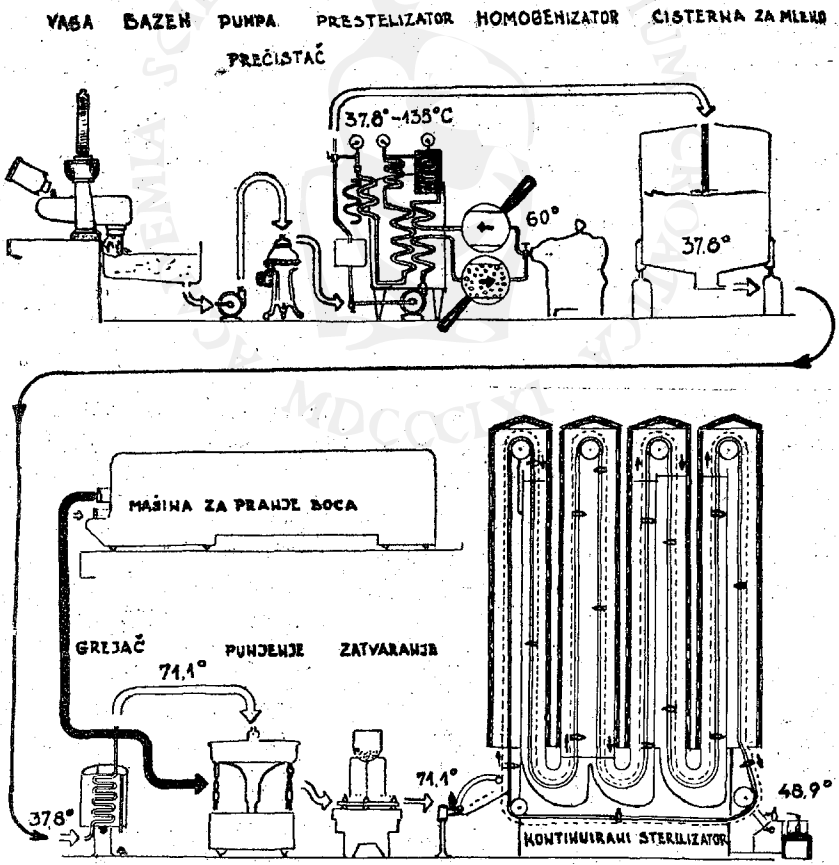 VAGA BAZEN PUMPA PRESTELIZATOR HOMOGENIZATOR CISTERNA ZA MLEKO
PREČISTAČ
37.8°-135°C
60°
37.8°
MAŠINA ZA PRANJE BOCA
GREJAČ PUNJENJE ZATVARANJE
71,1°
71,1°
37.8°
48,9°
KONTINUIRANI STERILIZATOR
MDCCCLXI